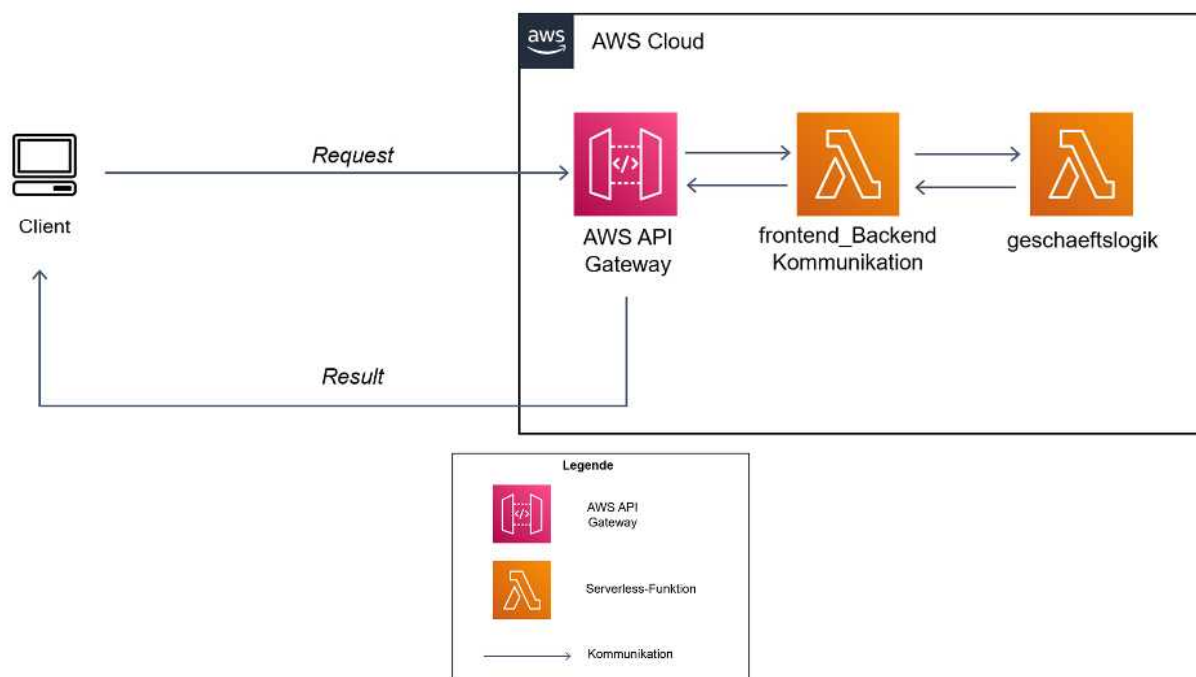 aws
AWS Cloud
Request
Client
AWS API
Gateway
frontend_Backend
Kommunikation
geschaeftslogik
Result
Legende
AWS API
Gateway
Serverless-Funktion
Kommunikation